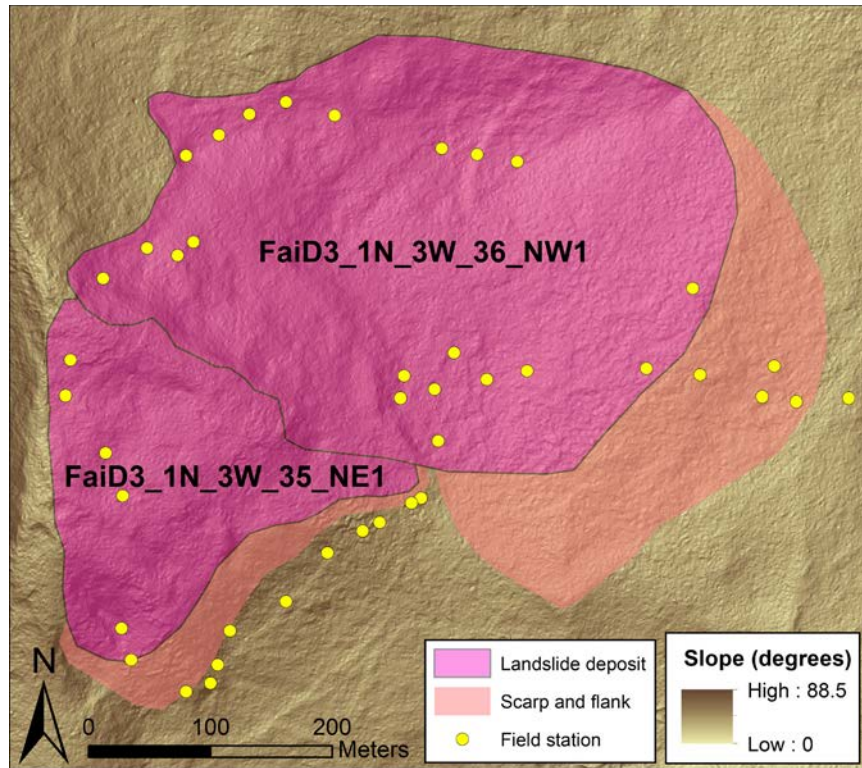 FaiD3_1N_3W_36_NW1
FaiD3_1N_3W_35_NE1
N
0 100 200
Meters
Landslide deposit
Scarp and flank
Field station
Slope (degrees)
High : 88.5
Low : 0